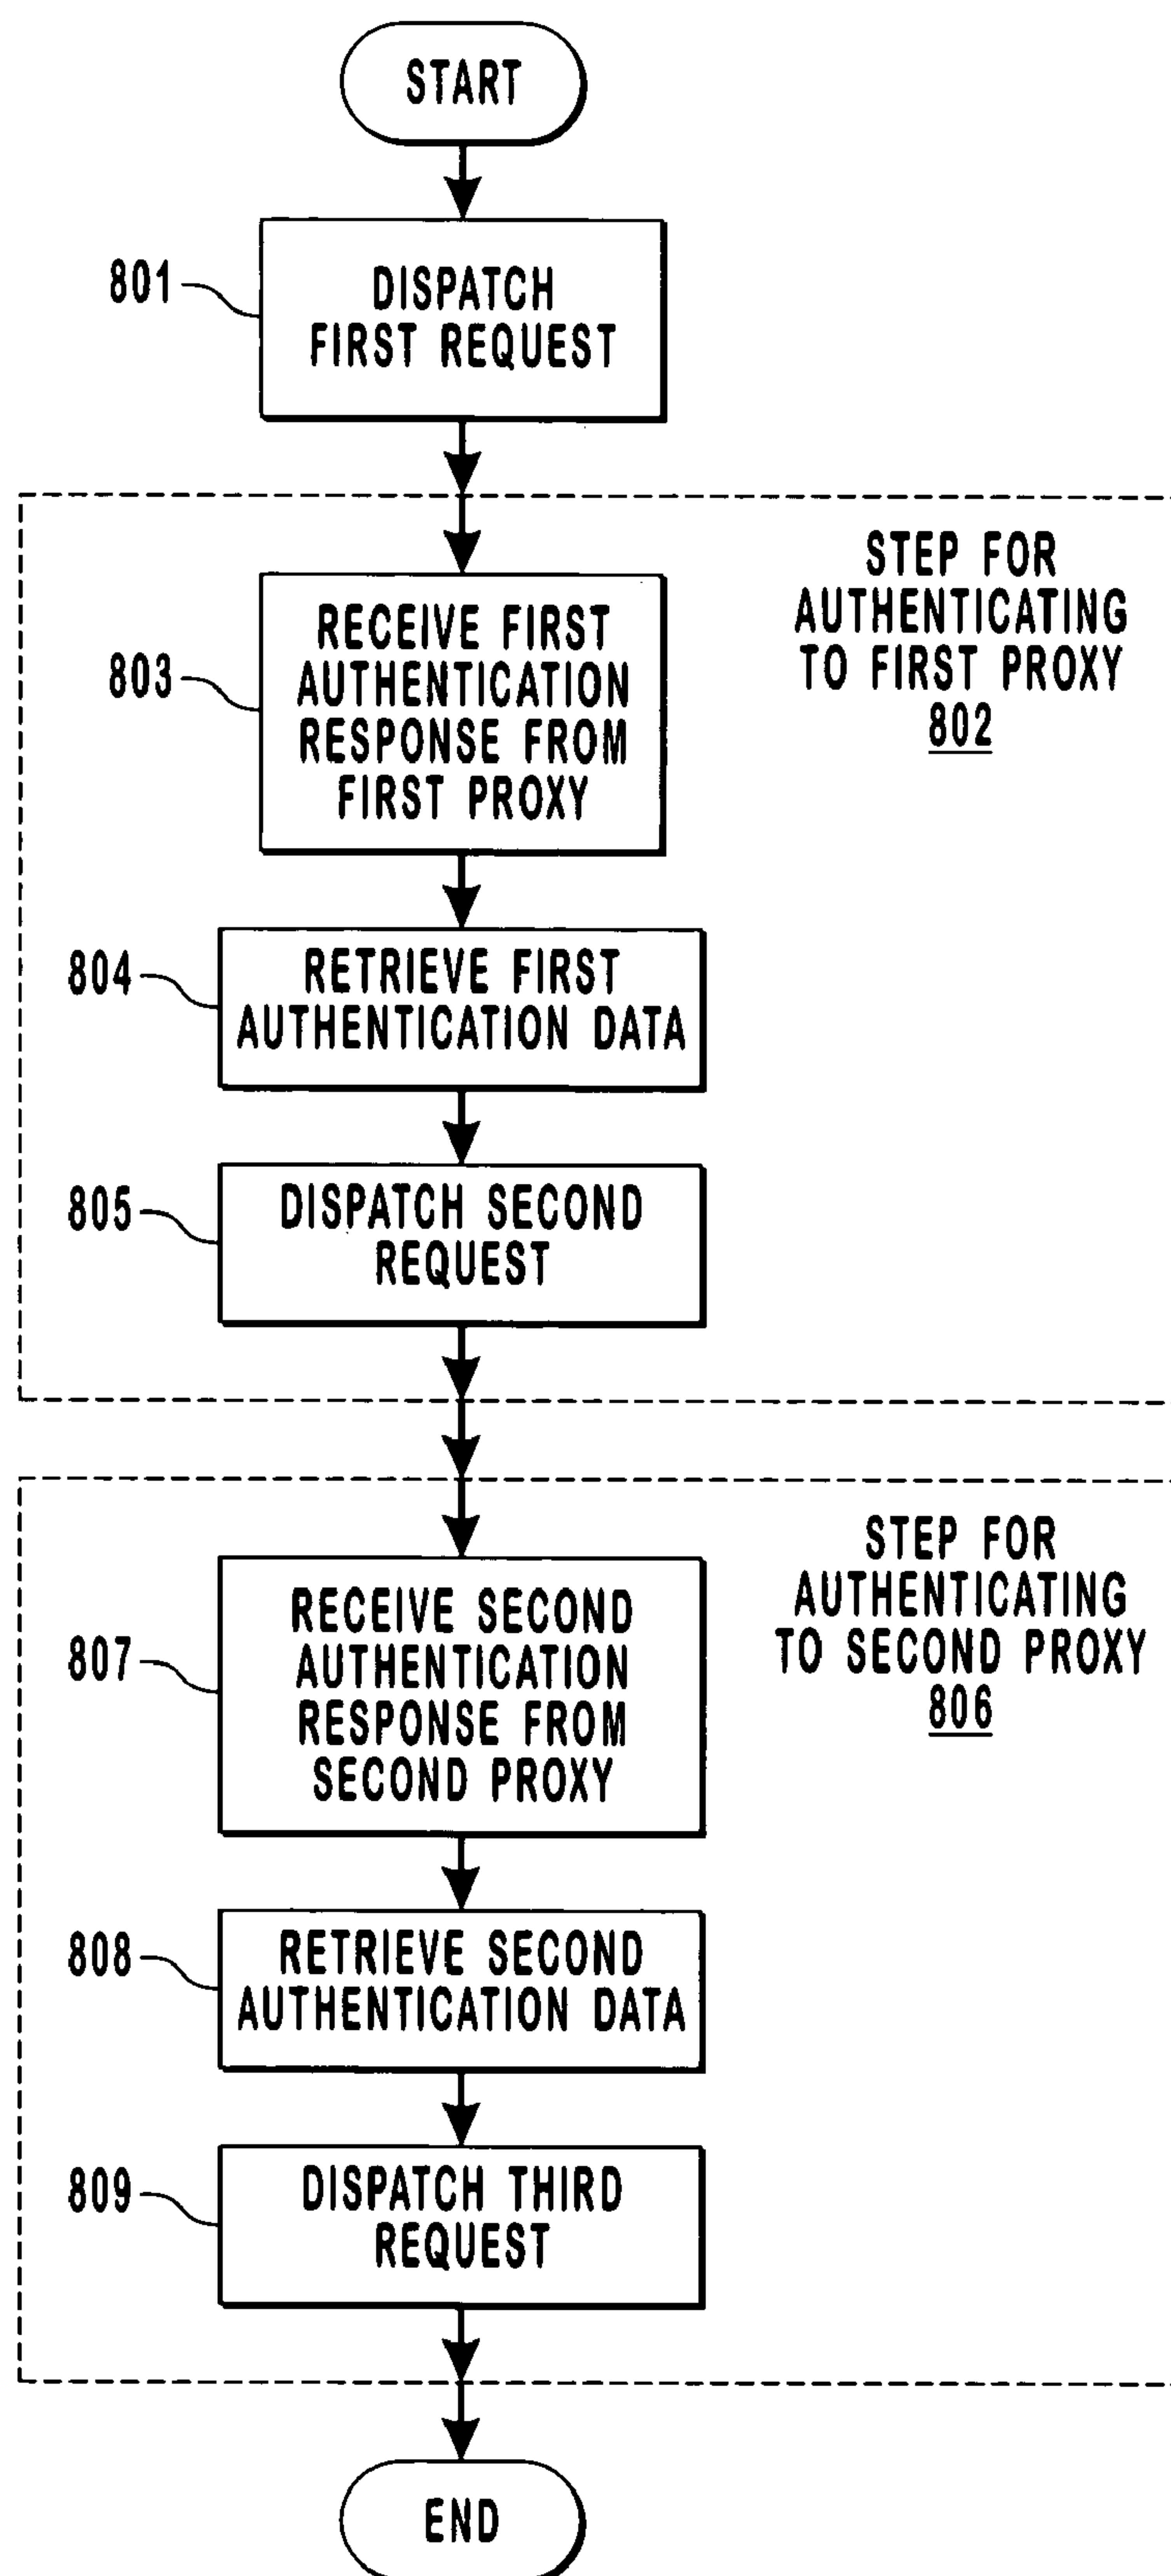 START
801
DISPATCH
FIRST REQUEST
STEP FOR
AUTHENTICATING
TO FIRST PROXY
802
803
RECEIVE FIRST
AUTHENTICATION
RESPONSE FROM
FIRST PROXY
804
RETRIEVE FIRST
AUTHENTICATION DATA
805
DISPATCH SECOND
REQUEST
STEP FOR
AUTHENTICATING
TO SECOND PROXY
806
807
RECEIVE SECOND
AUTHENTICATION
RESPONSE FROM
SECOND PROXY
808
RETRIEVE SECOND
AUTHENTICATION DATA
809
DISPATCH THIRD
REQUEST
END